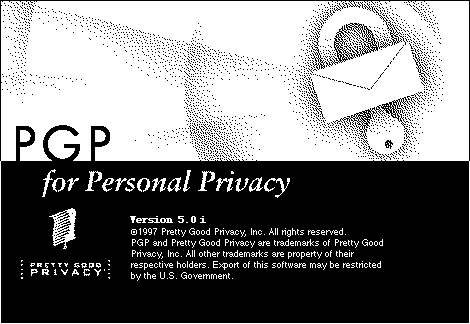 PGP
for Personal Privacy
Version 5.0 i
©1997 Pretty Good Privacy, Inc. All rights reserved.
PGP and Pretty Good Privacy are trademarks of Pretty Good
Privacy, Inc. All other trademarks are property of their
respective holders. Export of this software may be restricted
by the U.S. Government.
PRETTY GOOD
PRIVACY